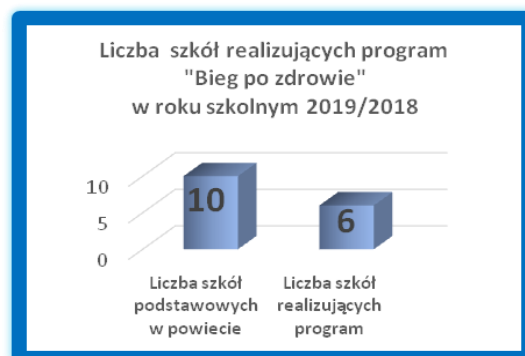 Liczba szkół realizujących program
"Bieg po zdrowie"
w roku szkolnym 2019/2018
10
5
0
10
6
Liczba szkół
podstawowych
w powiecie
Liczba szkół
realizujących
program